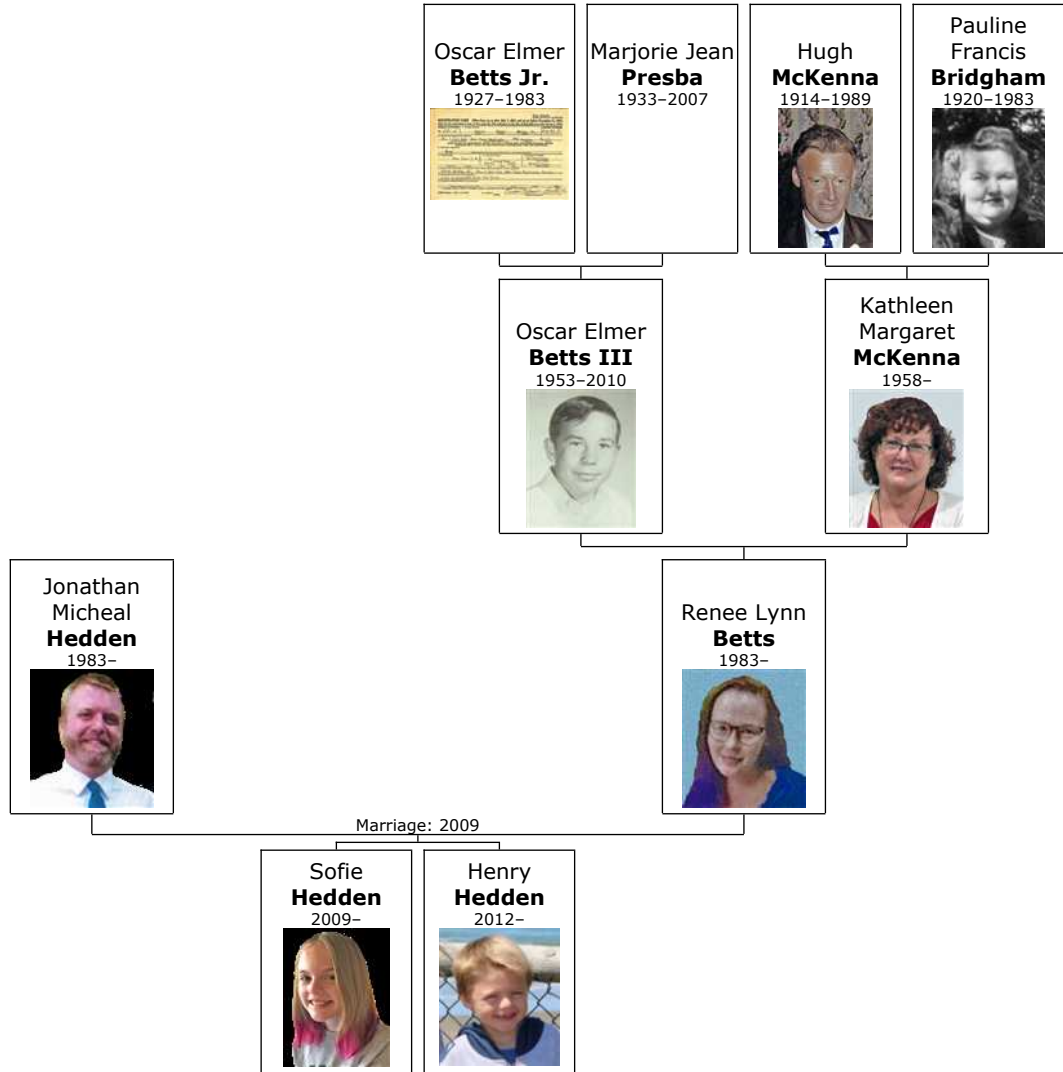 Oscar Elmer
Betts Jr.
1927–1983
Marjorie Jean
Presba
1933–2007
Hugh
McKenna
1914–1989
Pauline
Francis
Bridgham
1920–1983
Oscar Elmer
Betts III
1953–2010
Kathleen
Margaret
McKenna
1958–
Jonathan
Micheal
Hedden
1983–
Renee Lynn
Betts
1983–
Marriage: 2009
Sofie
Hedden
2009–
Henry
Hedden
2012–